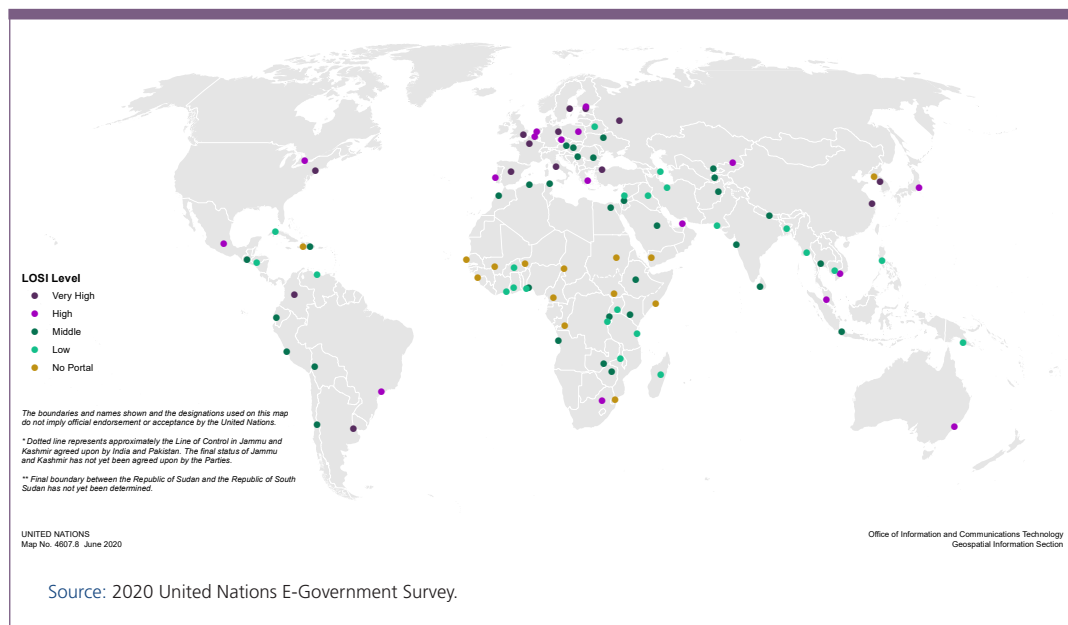 LOSI Level
Very High
High
Middle
Low
No Portal
The boundaries and names shown and the designations used on this map
do not imply official endorsement or acceptance by the United Nations.
* Dotted line represents approximately the Line of Control in Jammu and
Kashmir agreed upon by India and Pakistan. The final status of Jammu
and Kashmir has not yet been agreed upon by the Parties.
** Final boundary between the Republic of Sudan and the Republic of South
Sudan has not yet been determined.
UNITED NATIONS
Map No. 4607.8 June 2020
Office of Information and Communications Technology
Geospatial Information Section
Source: 2020 United Nations E-Government Survey.